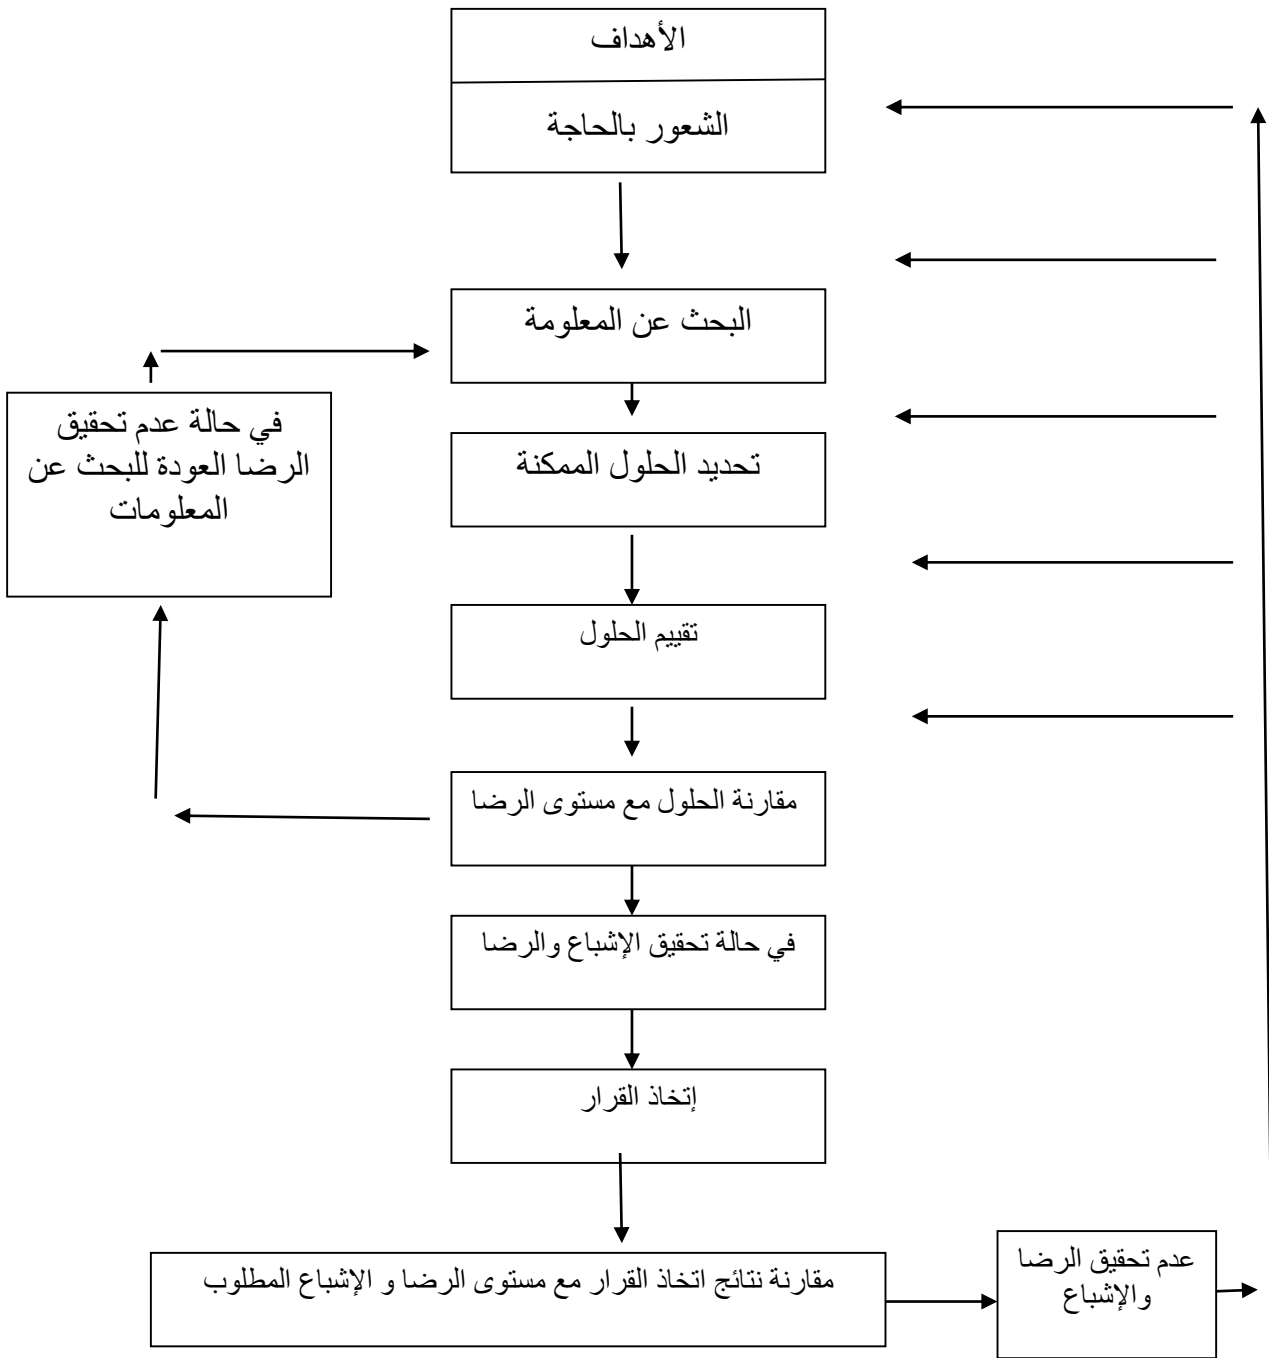 الأهداف
الشعور بالحاجة
البحث عن المعلومة
في حالة عدم تحقيق
الرضا العودة للبحث عن
المعلومات
تحديد الحلول الممكنة
تقييم الحلول
مقارنة الحلول مع مستوى الرضا
في حالة تحقيق الإشباع والرضا
إتخاذ القرار
مقارنة نتائج اتخاذ القرار مع مستوى الرضا و الإشباع المطلوب
عدم تحقيق الرضا
والإشباع